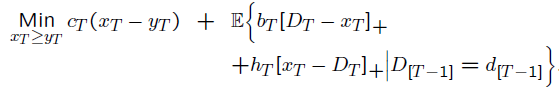 Min c_T(x_T − y_T) + 𝔼{b_T[D_T − x_T]_+
x_T≥y_T
+h_T[x_T − D_T]_+|D_[T−1] = d_[T−1]}.